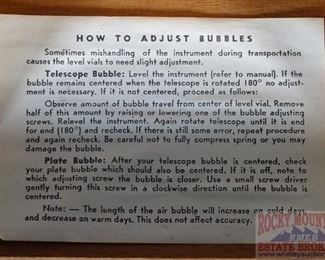 HOW TO ADJUST BUBBLES
Sometimes mishandling of the instrument during transportation
causes the level vials to need slight adjustment.
Telescope Bubble: Level the instrument (refer to manual). If the
bubble remains centered when the telescope is rotated 180° no adjust-
ment is necessary. If it is not centered, proceed as follows:
Observe amount of bubble travel from center of level vial. Remove
half of this amount by raising or lowering one of the bubble adjusting
screws. Relevel the instrument. Again rotate telescope until it is end
for end (180°) and recheck. If there is still some error, repeat procedure
and again recheck. Be careful not to fully compress spring or you may
damage the bubble.
Plate Bubble: After your telescope bubble is centered, check
your plate bubble which should also be centered. If it is off, note to
which adjusting screw the bubble is closer. Use a small screw driver
gently turning this screw in a clockwise direction until the bubble is
centered.
Note: — The length of the air bubble will increase on cold days
and decrease on warm days. This does not affect accuracy.
ROCKY MOUNTAIN
RMEB
ESTATE BROKERS
www.whitleyauction.com